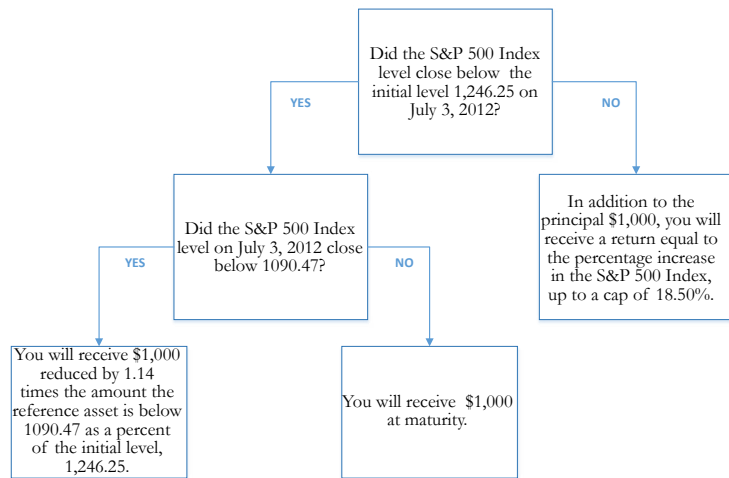 Did the S&P 500 Index
level close below the
initial level 1,246.25 on
July 3, 2012?
YES
NO
Did the S&P 500 Index
level on July 3, 2012 close
below 1090.47?
In addition to the
principal $1,000, you will
receive a return equal to
the percentage increase
in the S&P 500 Index,
up to a cap of 18.50%.
YES
NO
You will receive $1,000
reduced by 1.14
times the amount the
reference asset is below
1090.47 as a percent
of the initial level,
1,246.25.
You will receive $1,000
at maturity.